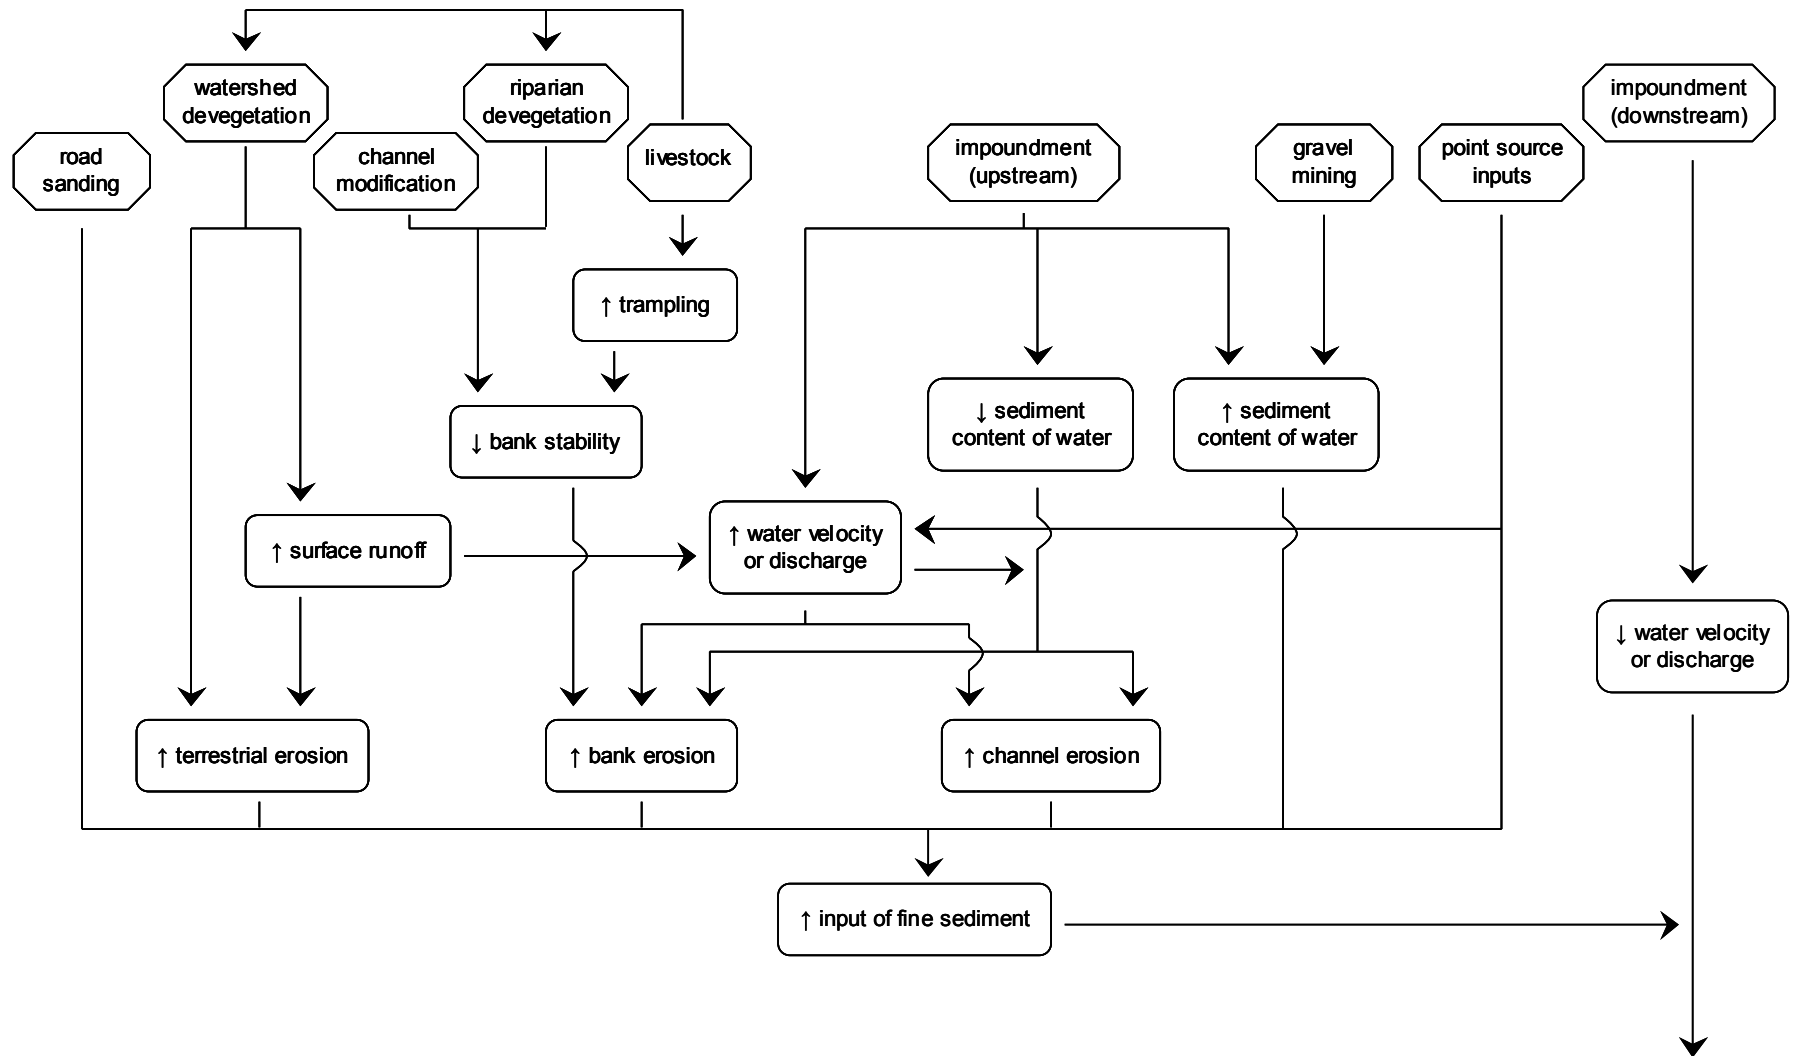 watershed
devegetation
riparian
devegetation
impoundment
(downstream)
road
sanding
channel
modification
livestock
impoundment
(upstream)
gravel
mining
point source
inputs
↑ trampling
↓ sediment
content of water
↑ sediment
content of water
↓ bank stability
↑ surface runoff
↑ water velocity
or discharge
↓ water velocity
or discharge
↑ terrestrial erosion
↑ bank erosion
↑ channel erosion
↑ input of fine sediment